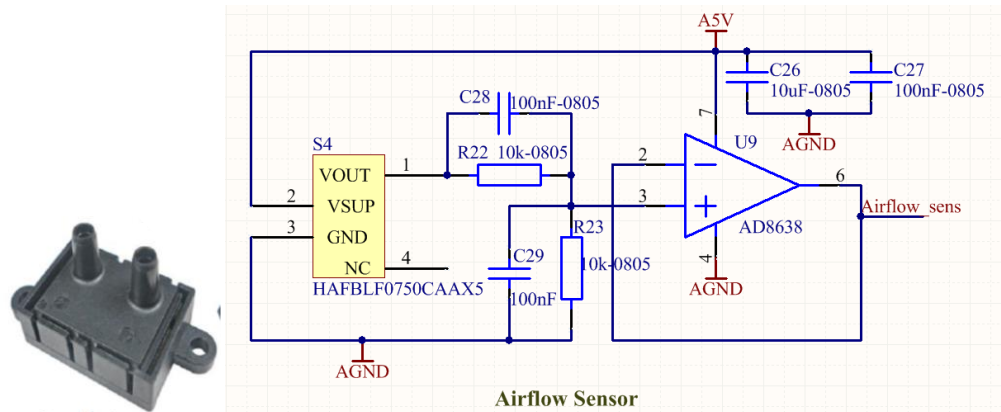 A5V
C26
10uF-0805
C27
100nF-0805
AGND
C28
100nF-0805
R22
10k-0805
S4
VOUT
VSUP
GND
NC
1
2
3
4
HAFBLF0750CAAX5
C29
100nF
R23
10k-0805
7
U9
2
3
6
4
AD8638
AGND
Airflow_sens
AGND
Airflow Sensor